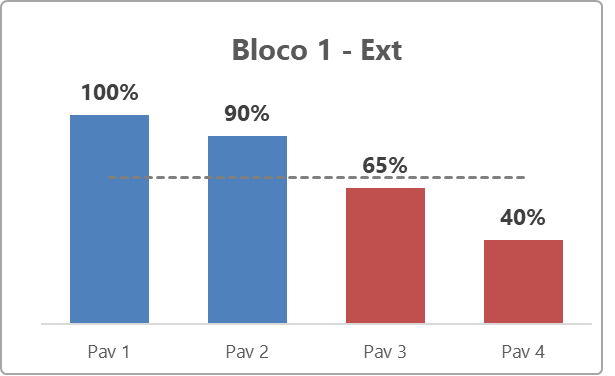 Bloco 1 - Ext
100%
90%
65%
40%
Pav 1
Pav 2
Pav 3
Pav 4